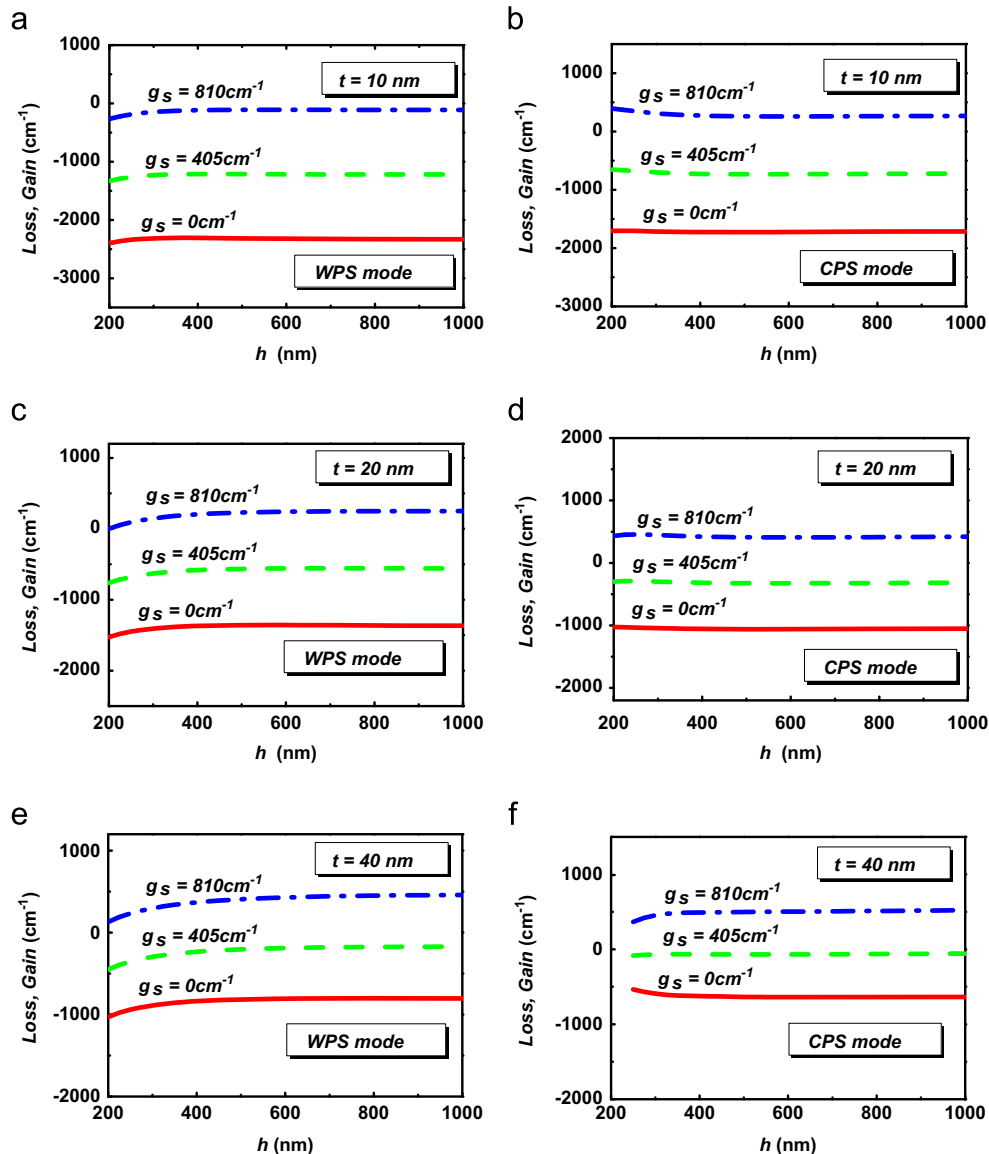 a
b
Loss, Gain (cm-1)
1000
0
-1000
-2000
-3000
t = 10 nm
gs = 810cm-1
gs = 405cm-1
gs = 0cm-1
WPS mode
200 400 600 800 1000
h (nm)
Loss, Gain (cm-1)
1000
0
-1000
-2000
-3000
t = 10 nm
gs = 810cm-1
gs = 405cm-1
gs = 0cm-1
CPS mode
200 400 600 800 1000
h (nm)
c
d
Loss, Gain (cm-1)
1000
0
-1000
-2000
t = 20 nm
gs = 810cm-1
gs = 405cm-1
gs = 0cm-1
WPS mode
200 400 600 800 1000
h (nm)
Loss, Gain (cm-1)
2000
1000
0
-1000
-2000
t = 20 nm
gs = 810cm-1
gs = 405cm-1
gs = 0cm-1
CPS mode
200 400 600 800 1000
h (nm)
e
f
Loss, Gain (cm-1)
1000
0
-1000
-2000
t = 40 nm
gs = 810cm-1
gs = 405cm-1
gs = 0cm-1
WPS mode
200 400 600 800 1000
h (nm)
Loss, Gain (cm-1)
1000
0
-1000
-2000
t = 40 nm
gs = 810cm-1
gs = 405cm-1
gs = 0cm-1
CPS mode
200 400 600 800 1000
h (nm)